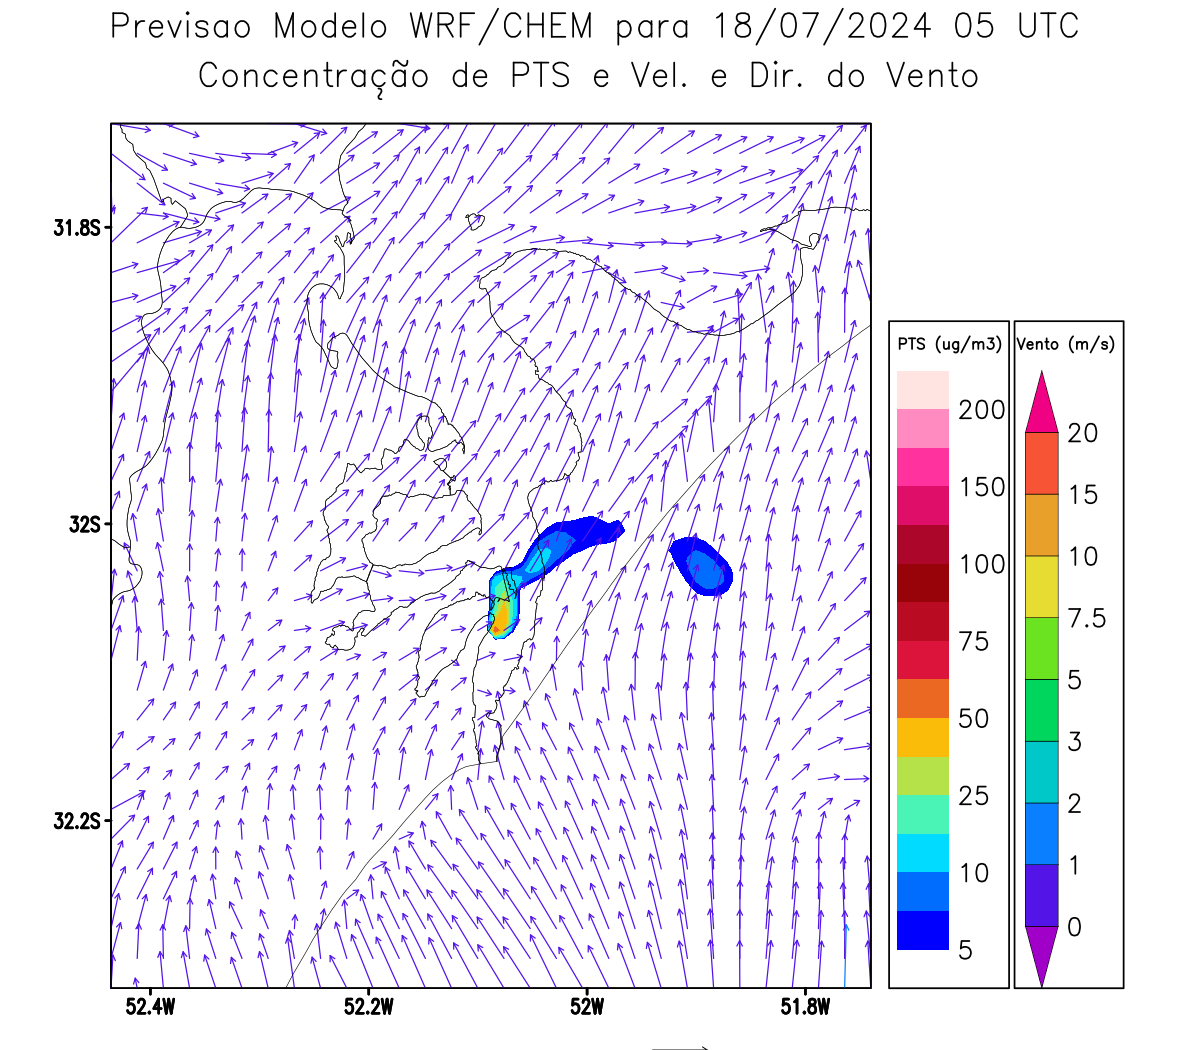 Previsao Modelo WRF/CHEM para 18/07/2024 05 UTC
Concentração de PTS e Vel. e Dir. do Vento
31.8S
32S
32.2S
52.4W 52.2W 52W 51.8W
PTS (ug/m3)
200
150
100
75
50
25
10
5
Vento (m/s)
20
15
10
7.5
5
3
2
1
0